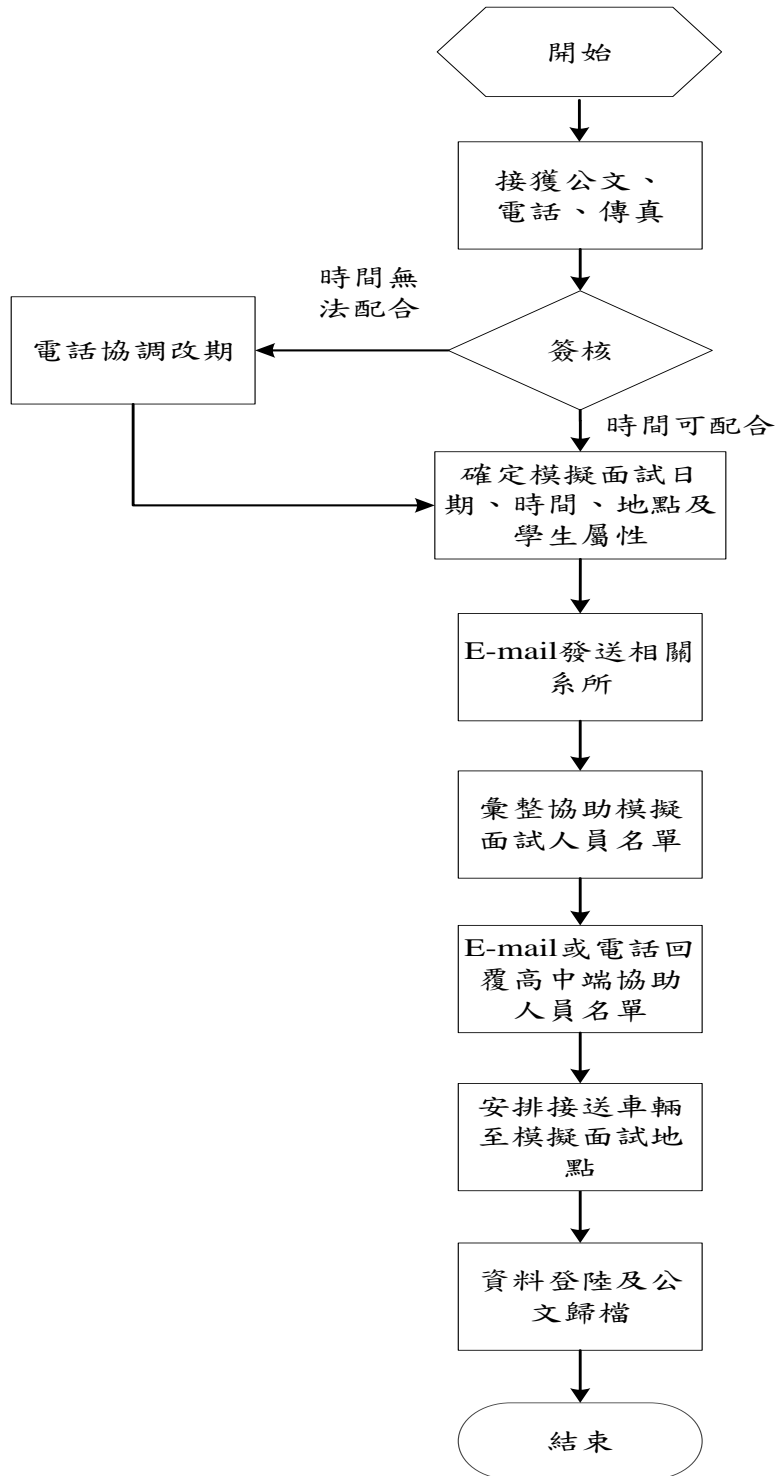 開始
接獲公文、
電話、傳真
時間無
法配合
電話協調改期
簽核
時間可配合
確定模擬面試日
期、時間、地點及
學生屬性
E-mail發送相關
系所
彙整協助模擬
面試人員名單
E-mail或電話回
覆高中端協助
人員名單
安排接送車輛
至模擬面試地
點
資料登陸及公
文歸檔
結束